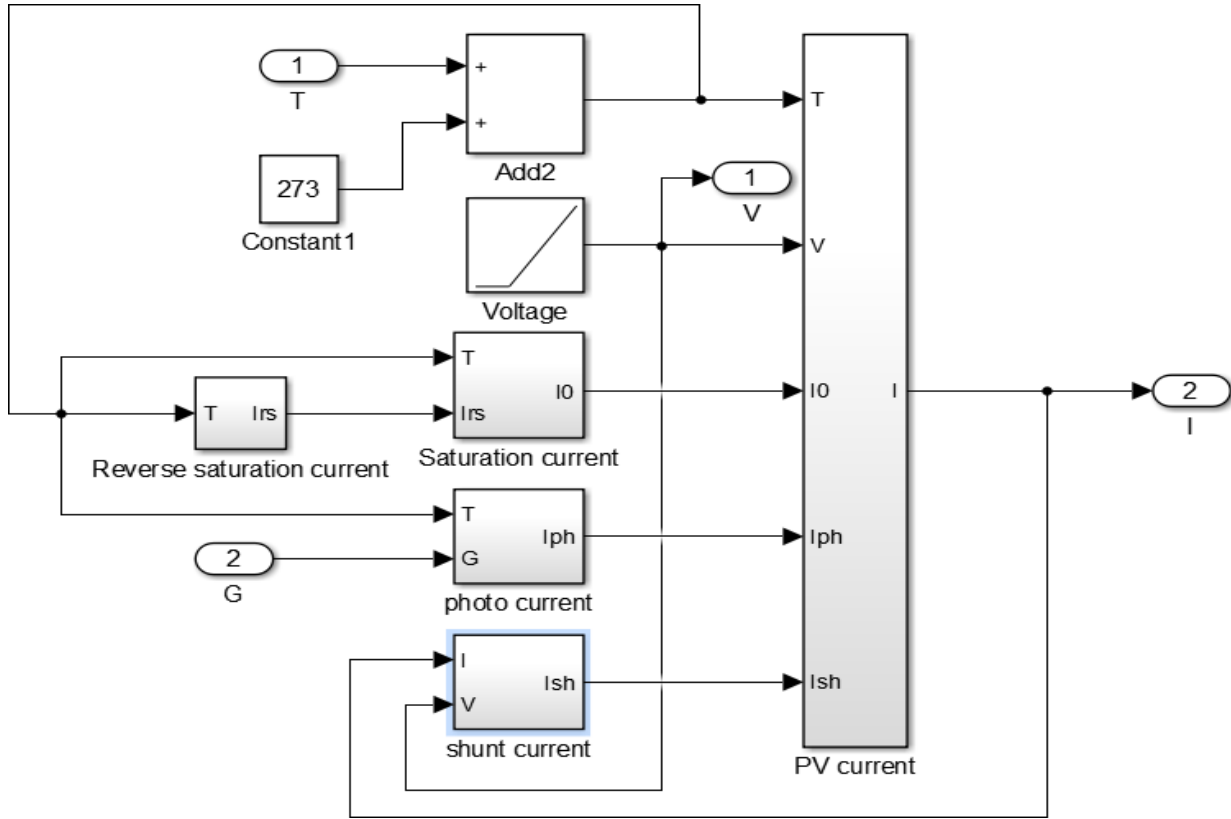 1
T
+
+
Add2
273
Constant1
Voltage
1
V
T
V
I0
Iph
Ish
I
PV current
2
I
T
Irs
I0
Saturation current
T
Irs
Reverse saturation current
T
G
Iph
photo current
2
G
I
V
Ish
shunt current